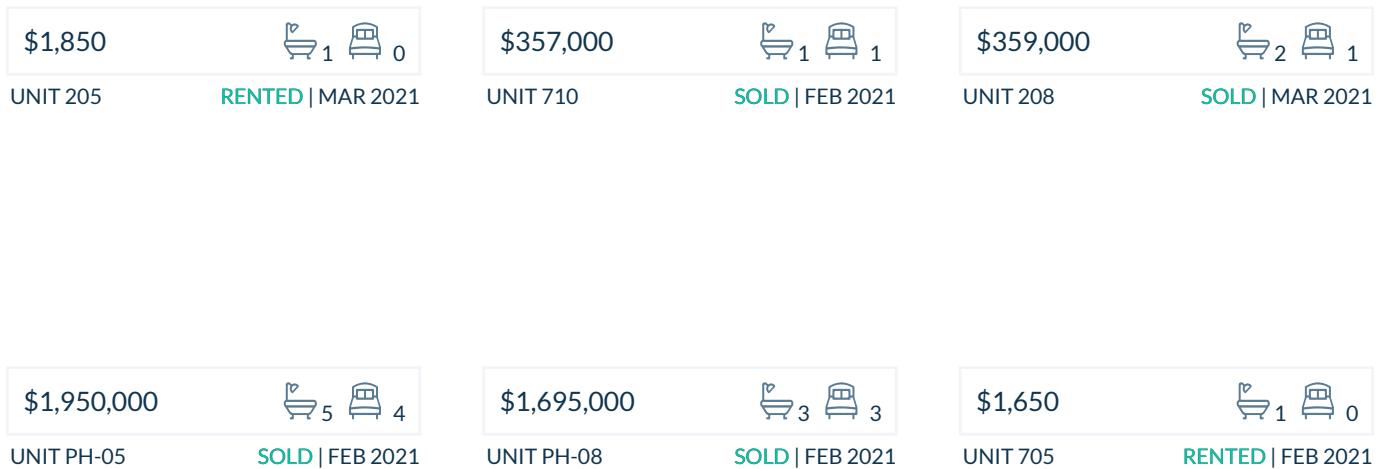 $1,850 1 0 $357,000 1 1 $359,000 2 1
UNIT 205 RENTED | MAR 2021 UNIT 710 SOLD | FEB 2021 UNIT 208 SOLD | MAR 2021
$1,950,000 5 4 $1,695,000 3 3 $1,650 1 0
UNIT PH-05 SOLD | FEB 2021 UNIT PH-08 SOLD | FEB 2021 UNIT 705 RENTED | FEB 2021